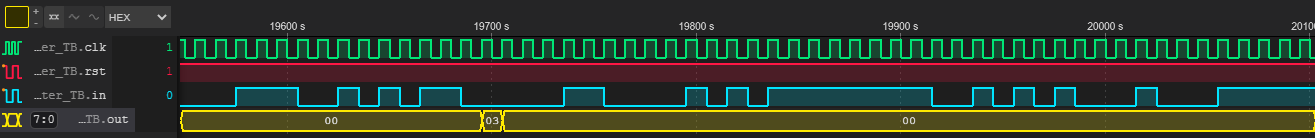 +
-
HEX
19600 s 19700 s 19800 s 19900 s 20000 s 2010
…er_TB.clk 1
…er_TB.rst 1
…ter_TB.in 0
7:0 …TB.out 00 03 00